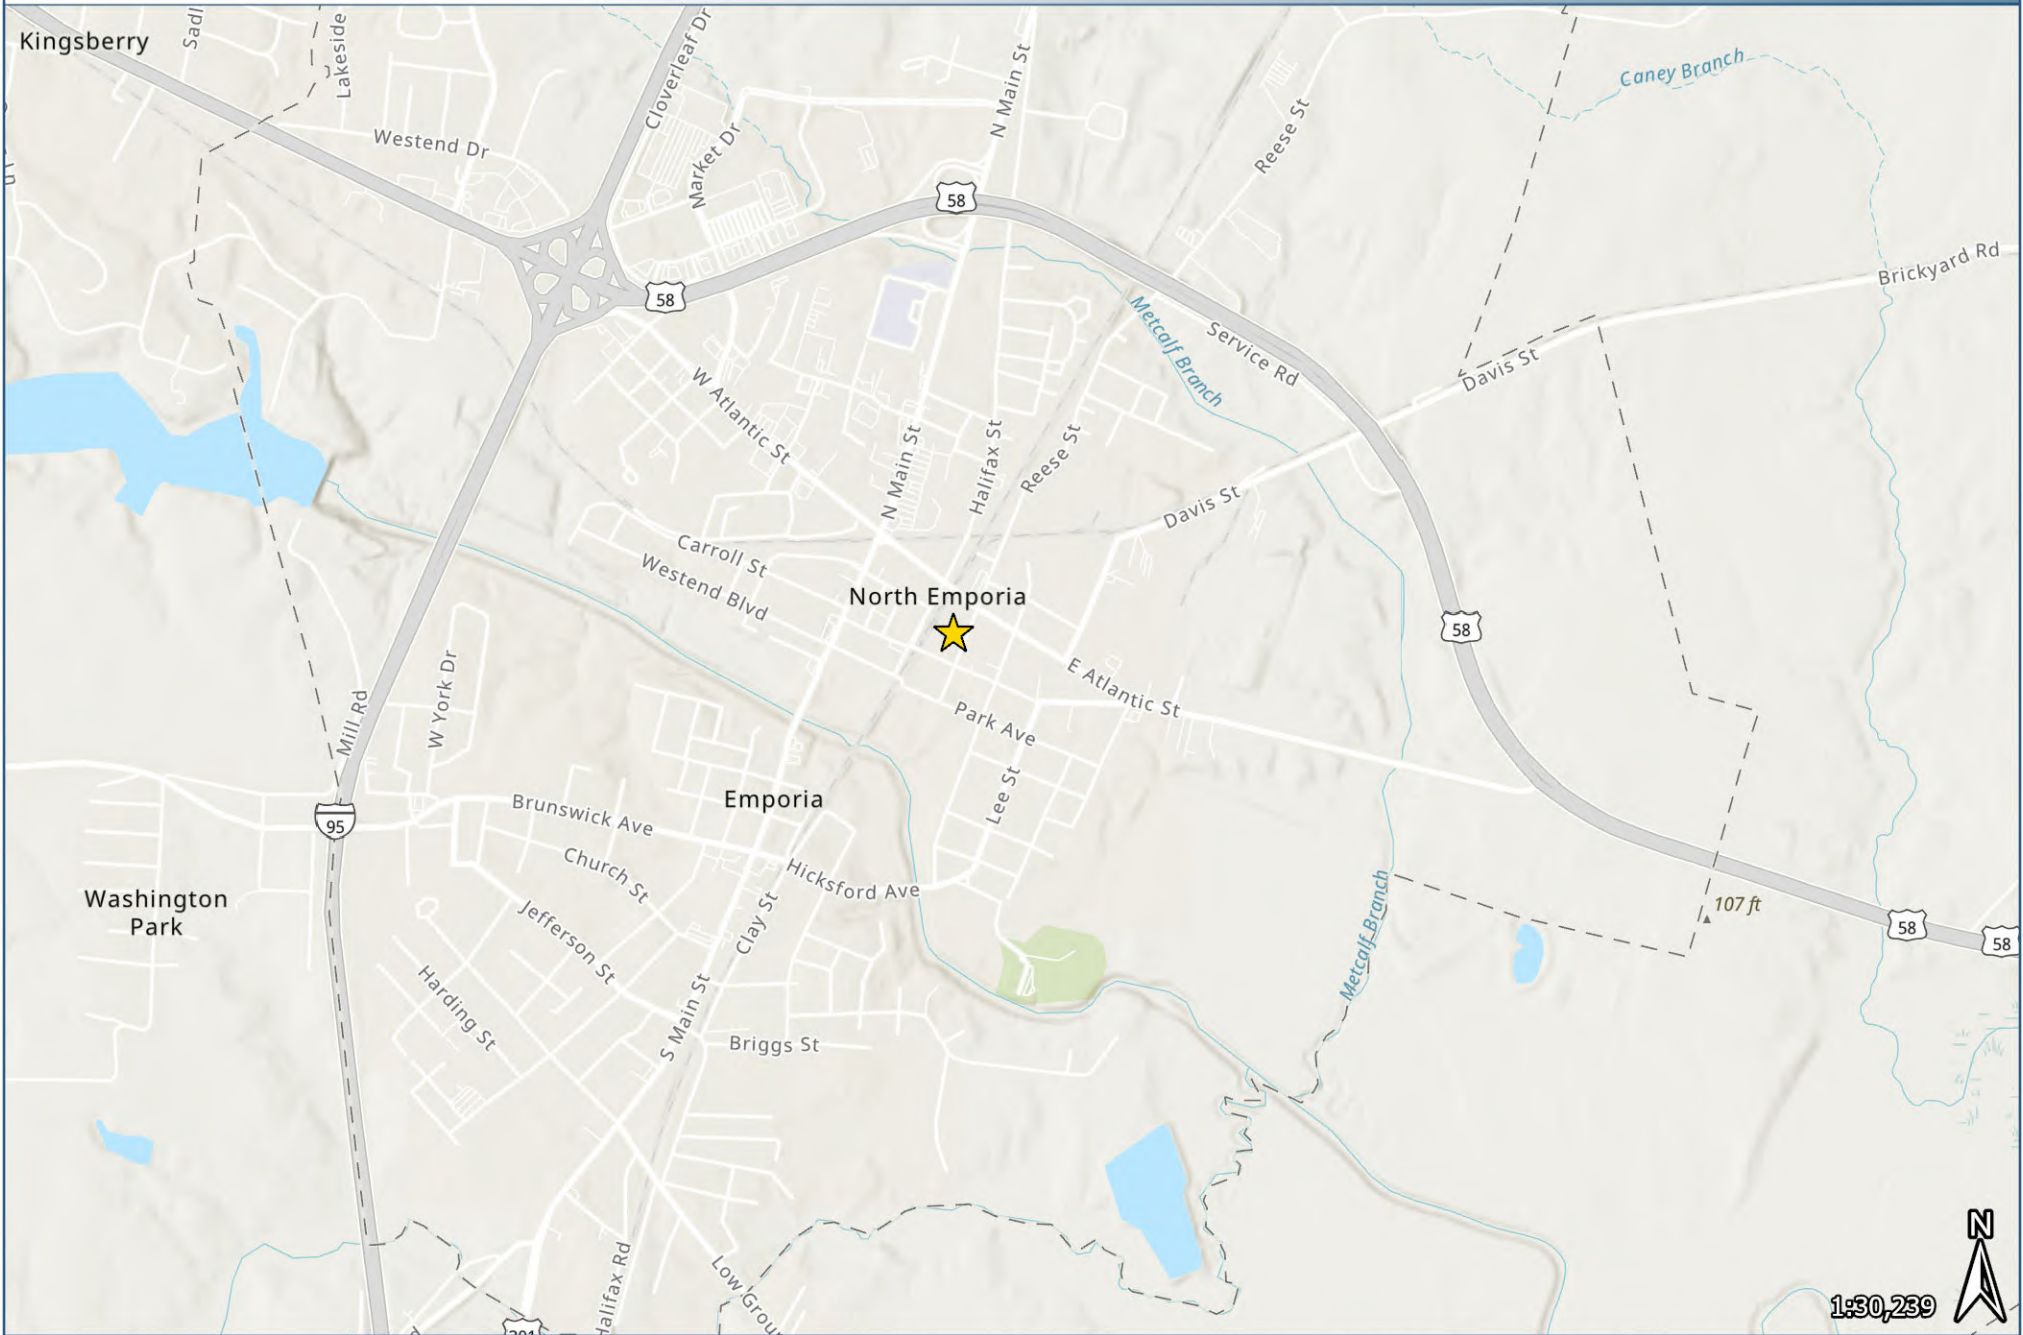 Kingsberry
Sadl
Lakeside
Cloverleaf Dr
N Main St
Reese St
Caney Branch
Westend Dr
Market Dr
58
58
Brickyard Rd
Metcalf Branch
Service Rd
Davis St
W Atlantic St
N Main St
Halifax St
Reese St
Davis St
Carroll St
Westend Blvd
North Emporia
58
W York Dr
Mill Rd
E Atlantic St
Park Ave
Lee St
Emporia
Brunswick Ave
95
Church St
Hicksford Ave
Washington
Park
Jefferson St
Clay St
Metcalf Branch
107 ft
58
58
Harding St
S Main St
Briggs St
Halifax Rd
Low Grou
301
N
1:30,239